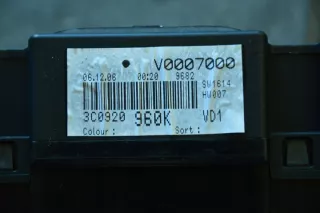 V0007000
06.12.06 00:20 9682
SW1614
HW007
3C0920 960K VD1
Colour : Sort :